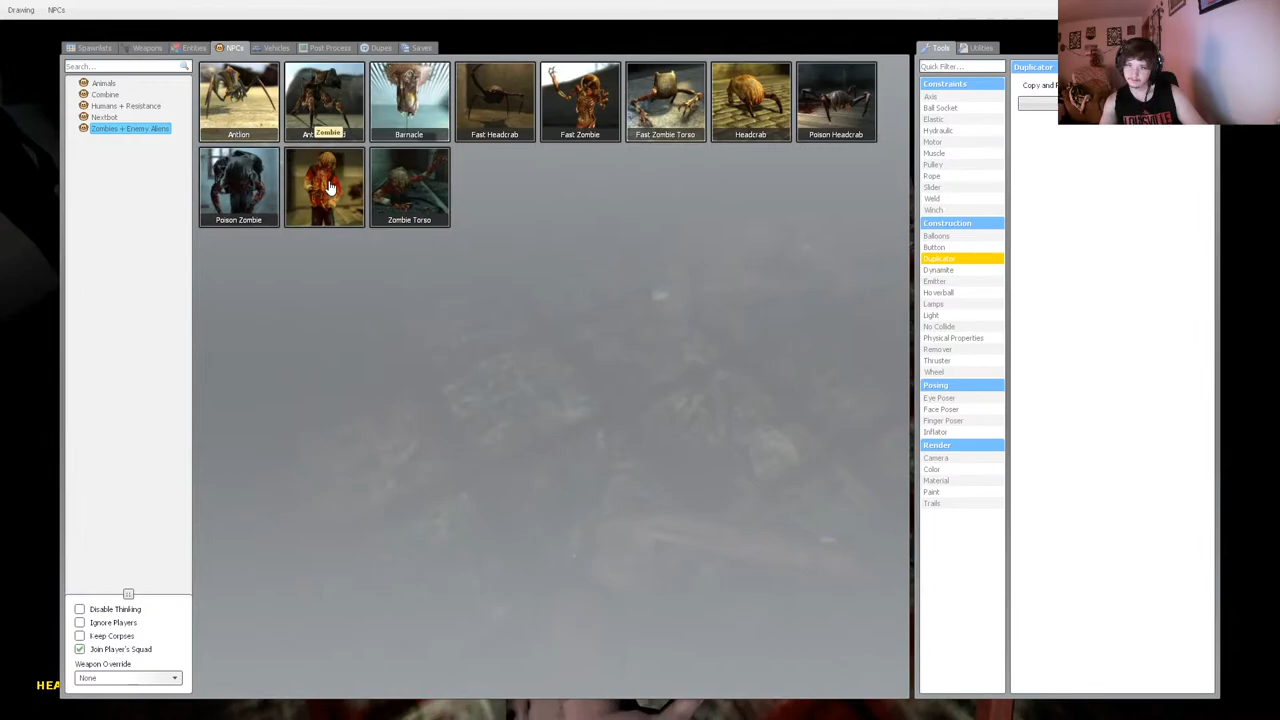 Drawing NPCs
Spawnlists Weapons Entities NPCs Vehicles Post Process Dupes Saves
Search...
Animals
Combine
Humans + Resistance
Nextbot
Zombies + Enemy Aliens
Antlion
Zombie
Barnacle
Fast Headcrab
Fast Zombie
Fast Zombie Torso
Headcrab
Poison Headcrab
Poison Zombie
Zombie Torso
Disable Thinking
Ignore Players
Keep Corpses
Join Player's Squad
Weapon Override
None
HEA
Tools Utilities
Quick Filter...
Constraints
Axis
Ball Socket
Elastic
Hydraulic
Motor
Muscle
Pulley
Rope
Slider
Weld
Winch
Construction
Balloons
Button
Duplicator
Dynamite
Emitter
Hoverball
Lamps
Light
No Collide
Physical Properties
Remover
Thruster
Wheel
Posing
Eye Poser
Face Poser
Finger Poser
Inflator
Render
Camera
Color
Material
Paint
Trails
Duplicator
Copy and
LOUISVILLE